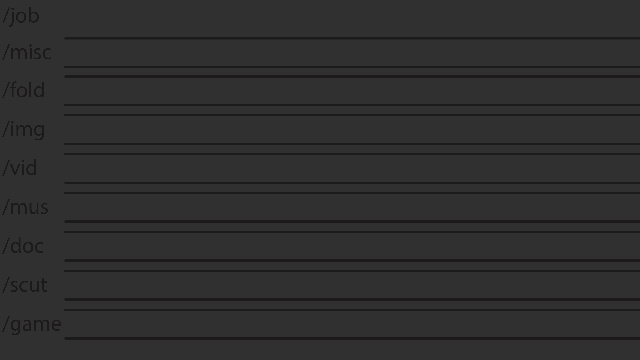 /job
/misc
/fold
/img
/vid
/mus
/doc
/scut
/game